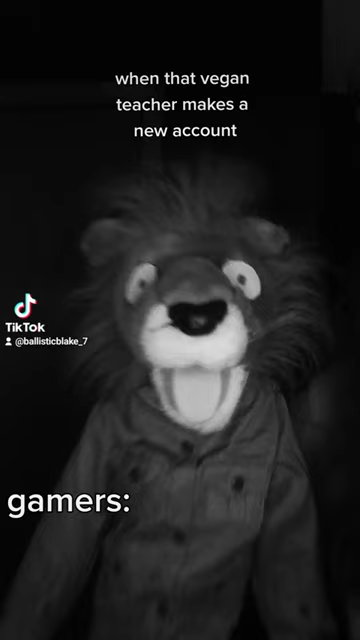 when that vegan
teacher makes a
new account
TikTok
@ballisticblake_7
gamers: